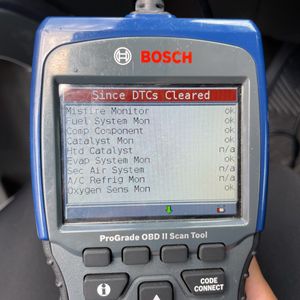 BOSCH
Since DTCs Cleared
Misfire Monitor ok
Fuel System Mon ok
Comp Component ok
Catalyst Mon ok
Htd Catalyst n/a
Evap System Mon ok
Sec Air System n/a
A/C Refrig Mon n/a
Oxygen Sens Mon ok
ProGrade OBD II Scan Tool
CODE
CONNECT